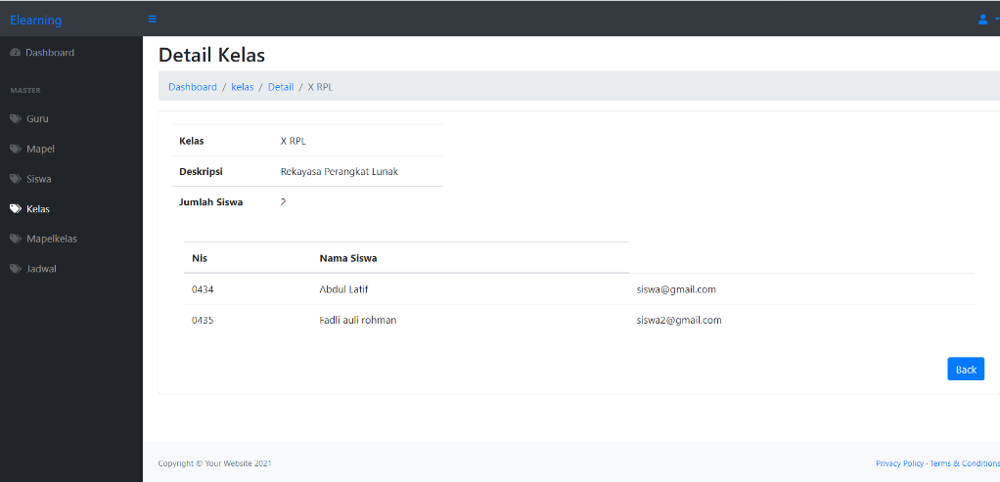 Elearning
Dashboard
MASTER
Guru
Mapel
Siswa
Kelas
Mapelkelas
Jadwal
Detail Kelas
Dashboard / kelas / Detail / X RPL
Kelas X RPL
Deskripsi Rekayasa Perangkat Lunak
Jumlah Siswa 2
Nis Nama Siswa
0434 Abdul Latif siswa@gmail.com
0435 Fadli auli rohman siswa2@gmail.com
Back
Copyright © Your Website 2021
Privacy Policy · Terms & Conditions